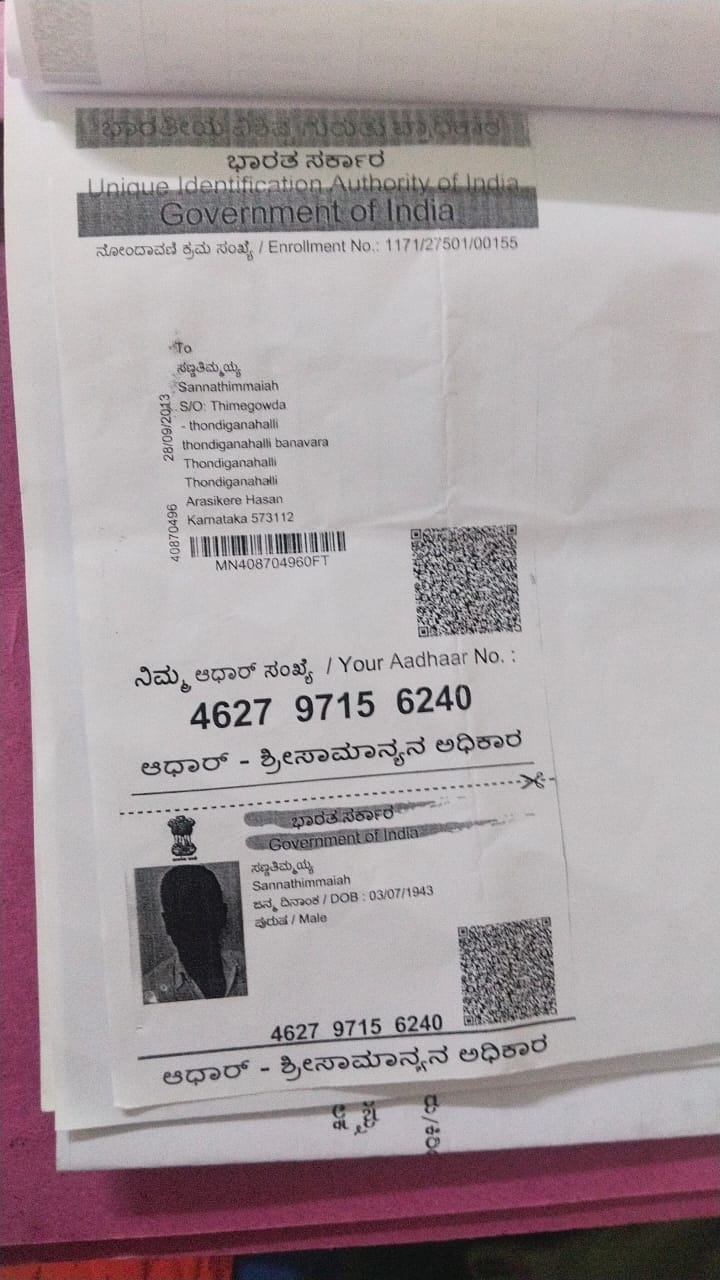 ಭಾರತೀಯ ವಿಶಿಷ್ಟ ಗುರುತು ಪ್ರಾಧಿಕಾರ
ಭಾರತ ಸರ್ಕಾರ
Unique Identification Authority of India
Government of India
ನೋಂದಾವಣೆ ಕ್ರಮ ಸಂಖ್ಯೆ / Enrollment No.: 1171/27501/00155
To
ಸಣ್ಣತಿಮ್ಮಯ್ಯ
Sannathimmaiah
S/O: Thimegowda
- thondiganahalli
thondiganahalli banavara
Thondiganahalli
Thondiganahalli
Arasikere Hasan
Karnataka 573112
28/09/2013
40870496
MN408704960FT
ನಿಮ್ಮ ಆಧಾರ್ ಸಂಖ್ಯೆ / Your Aadhaar No. :
4627 9715 6240
ಆಧಾರ್ - ಶ್ರೀಸಾಮಾನ್ಯನ ಅಧಿಕಾರ
ಭಾರತ ಸರ್ಕಾರ
Government of India
ಸಣ್ಣತಿಮ್ಮಯ್ಯ
Sannathimmaiah
ಜನ್ಮ ದಿನಾಂಕ / DOB : 03/07/1943
ಪುರುಷ / Male
4627 9715 6240
ಆಧಾರ್ - ಶ್ರೀಸಾಮಾನ್ಯನ ಅಧಿಕಾರ